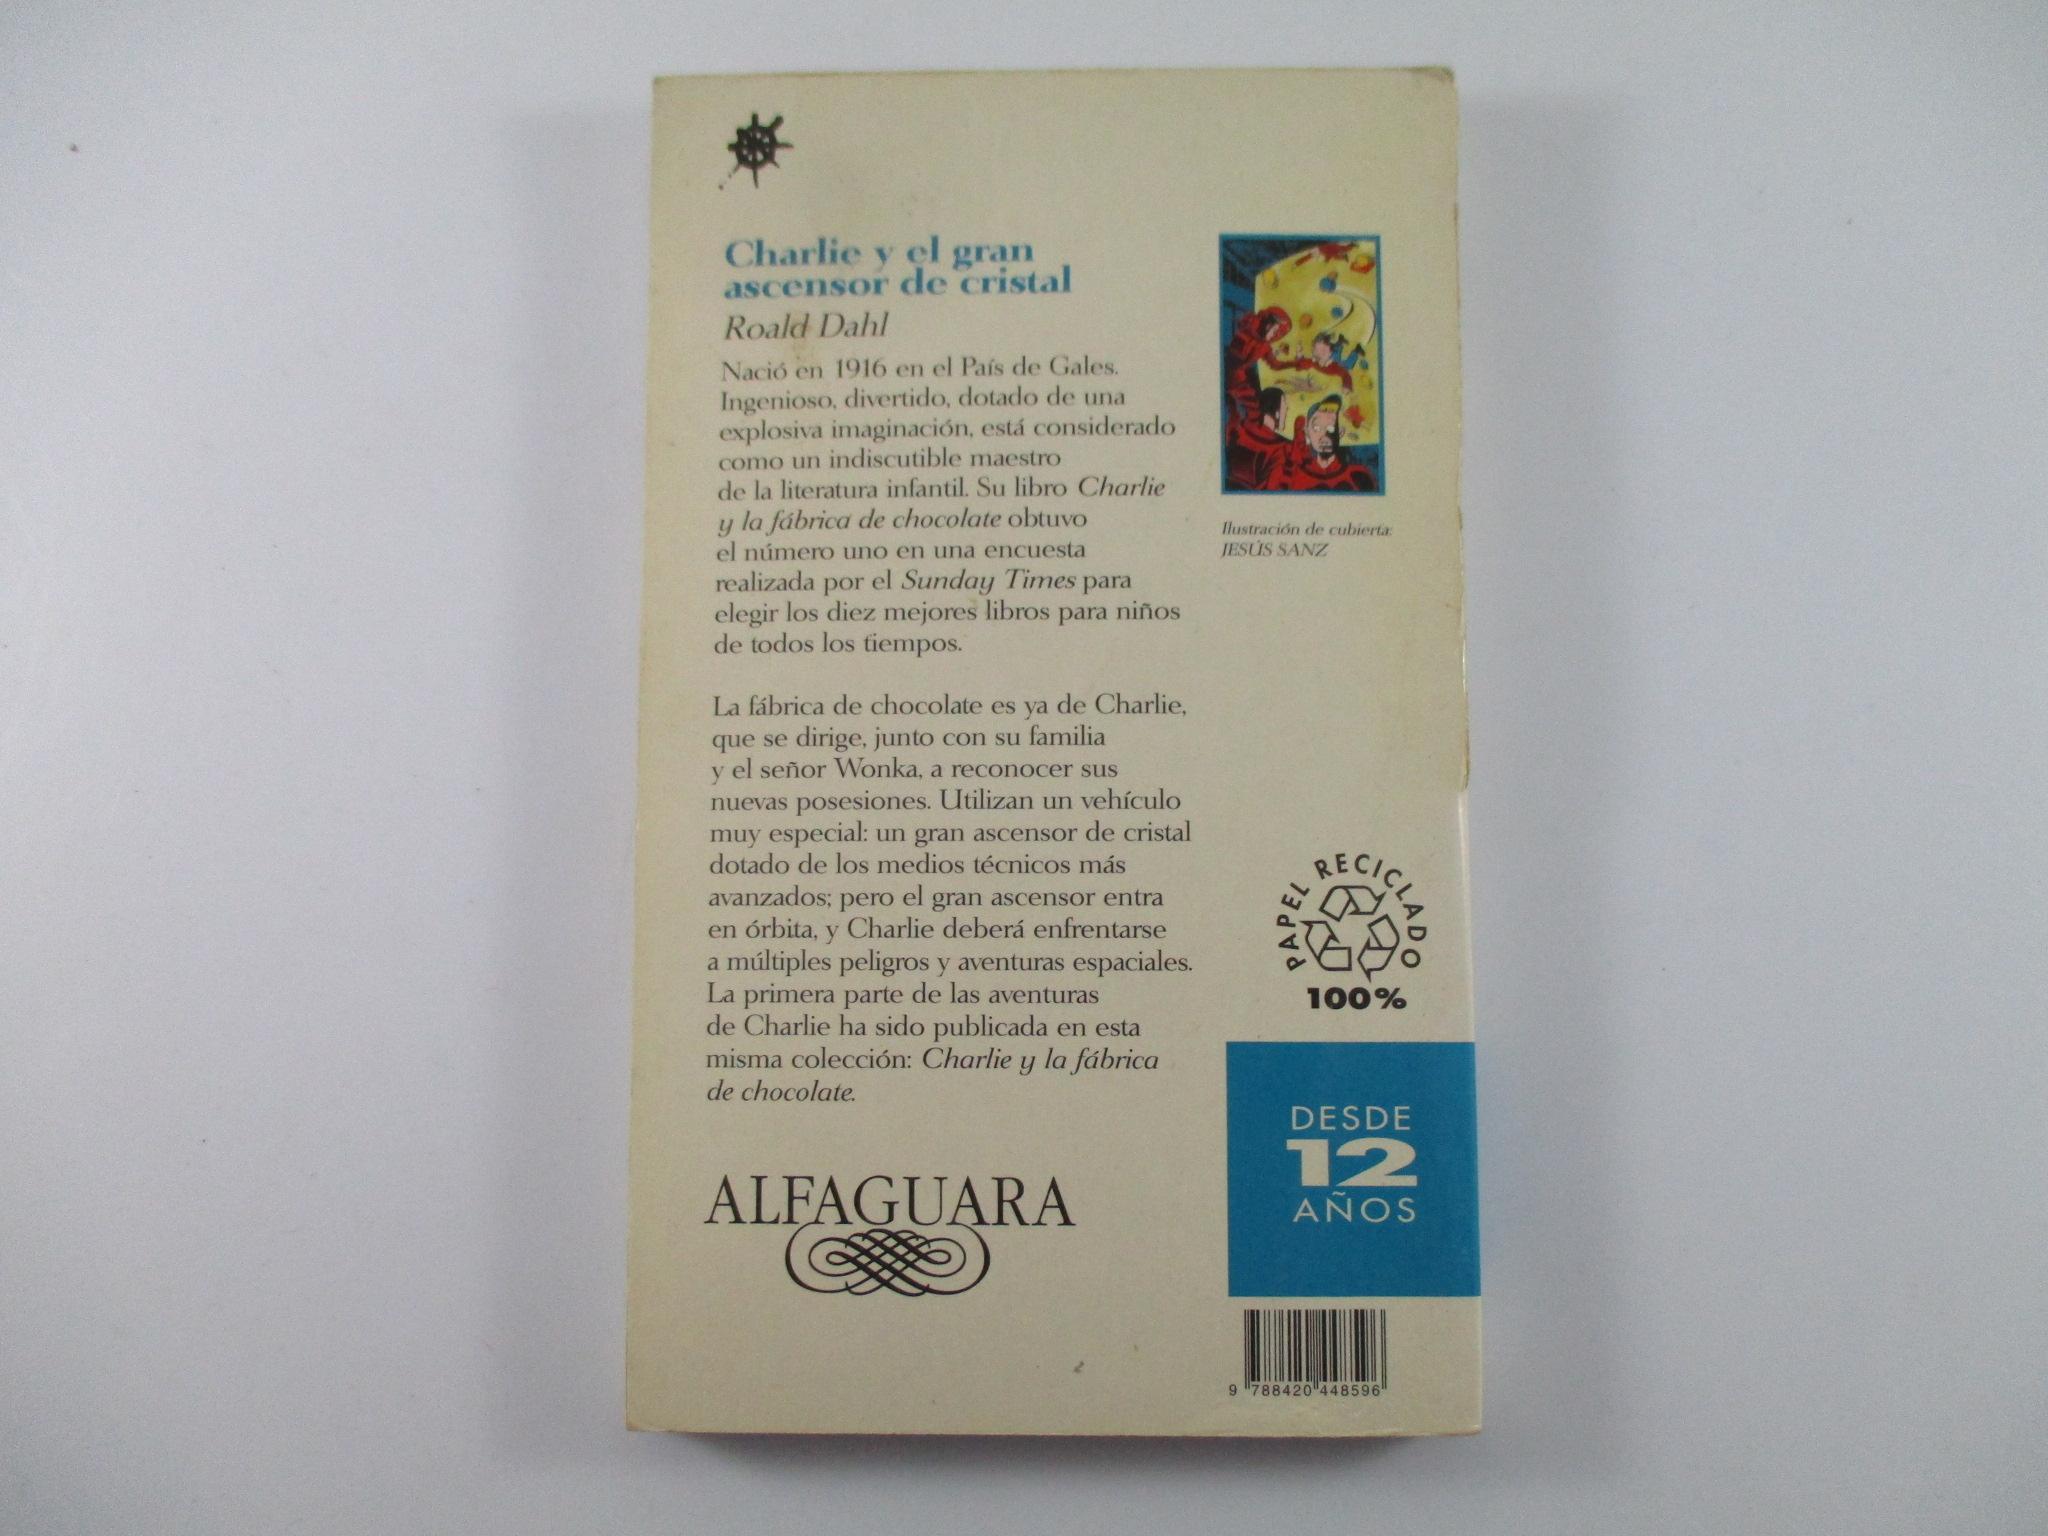 Charlie y el gran
ascensor de cristal
Roald Dahl
Nació en 1916 en el País de Gales.
Ingenioso, divertido, dotado de una
explosiva imaginación, está considerado
como un indiscutible maestro
de la literatura infantil. Su libro Charlie
y la fábrica de chocolate obtuvo
el número uno en una encuesta
realizada por el Sunday Times para
elegir los diez mejores libros para niños
de todos los tiempos.
La fábrica de chocolate es ya de Charlie,
que se dirige, junto con su familia
y el señor Wonka, a reconocer sus
nuevas posesiones. Utilizan un vehículo
muy especial: un gran ascensor de cristal
dotado de los medios técnicos más
avanzados; pero el gran ascensor entra
en órbita, y Charlie deberá enfrentarse
a múltiples peligros y aventuras espaciales.
La primera parte de las aventuras
de Charlie ha sido publicada en esta
misma colección: Charlie y la fábrica
de chocolate.
ALFAGUARA
Ilustración de cubierta:
JESÚS SANZ
PAPEL RECICLADO
100%
DESDE
12
AÑOS
9 788420 448596